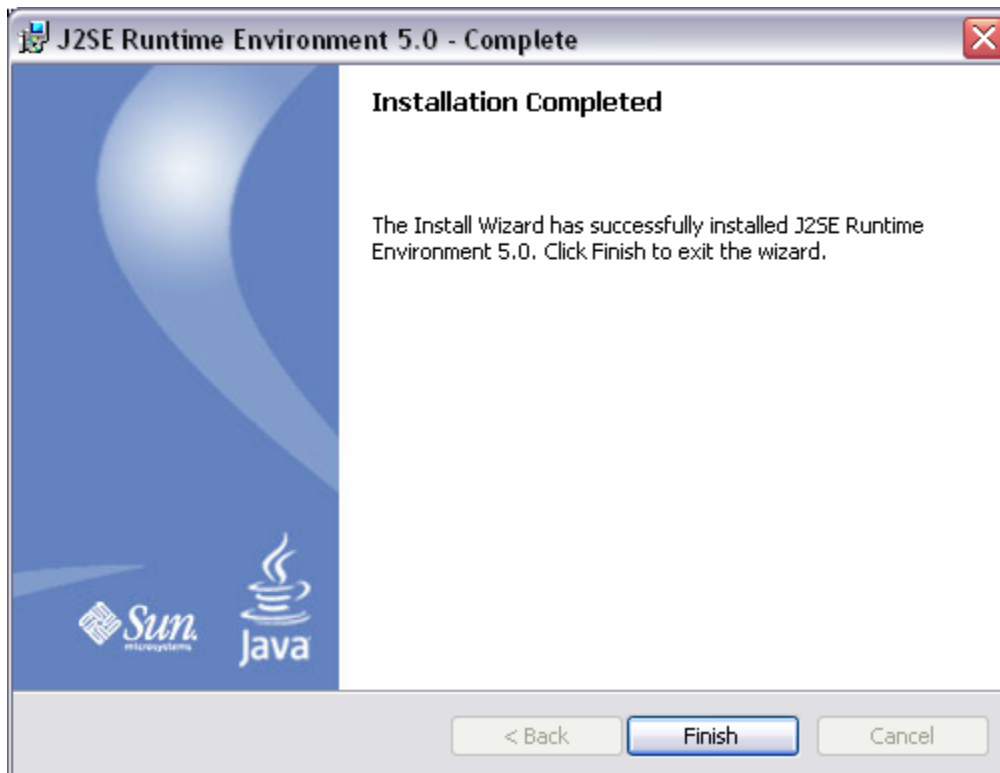 J2SE Runtime Environment 5.0 - Complete
Installation Completed
The Install Wizard has successfully installed J2SE Runtime
Environment 5.0. Click Finish to exit the wizard.
Sun
microsystems
Java
< Back
Finish
Cancel